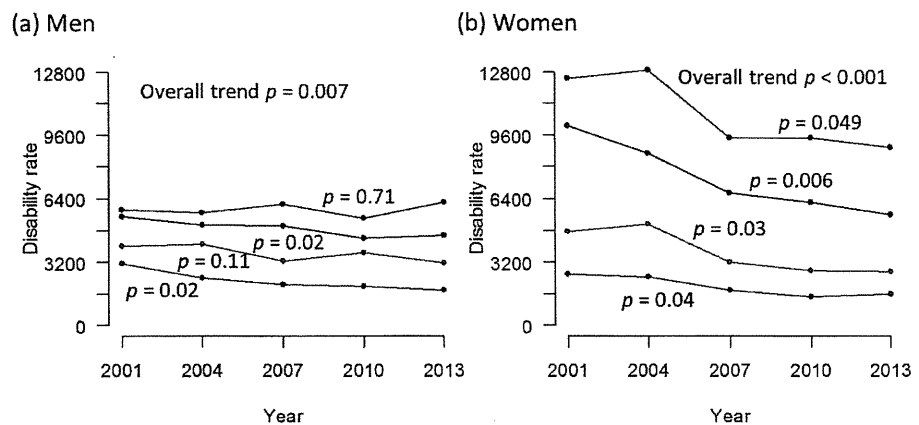 (a) Men
Disability rate
12800
9600
6400
3200
0
Overall trend p = 0.007
p = 0.71
p = 0.02
p = 0.11
p = 0.02
2001 2004 2007 2010 2013
Year
(b) Women
Disability rate
12800
9600
6400
3200
0
Overall trend p < 0.001
p = 0.049
p = 0.006
p = 0.03
p = 0.04
2001 2004 2007 2010 2013
Year